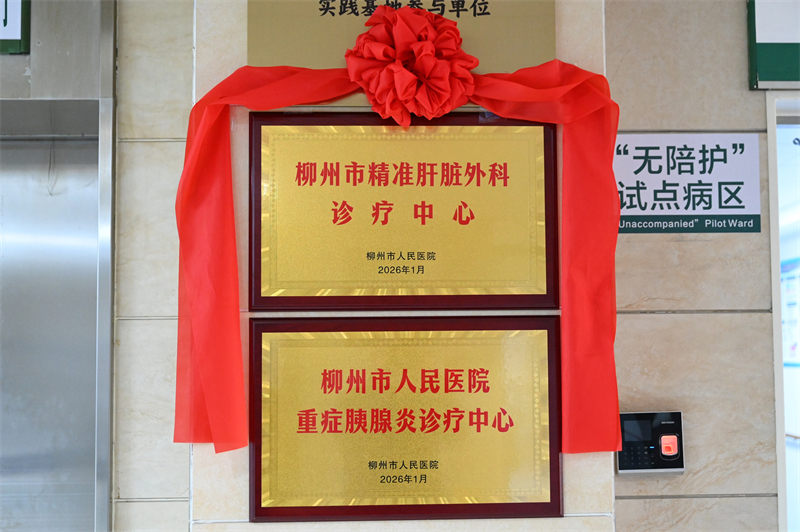 实践基地参与单位
柳州市精准肝脏外科
诊疗中心
柳州市人民医院
2026年1月
柳州市人民医院
重症胰腺炎诊疗中心
柳州市人民医院
2026年1月
“无陪护”
试点病区
Unaccompanied” Pilot Ward